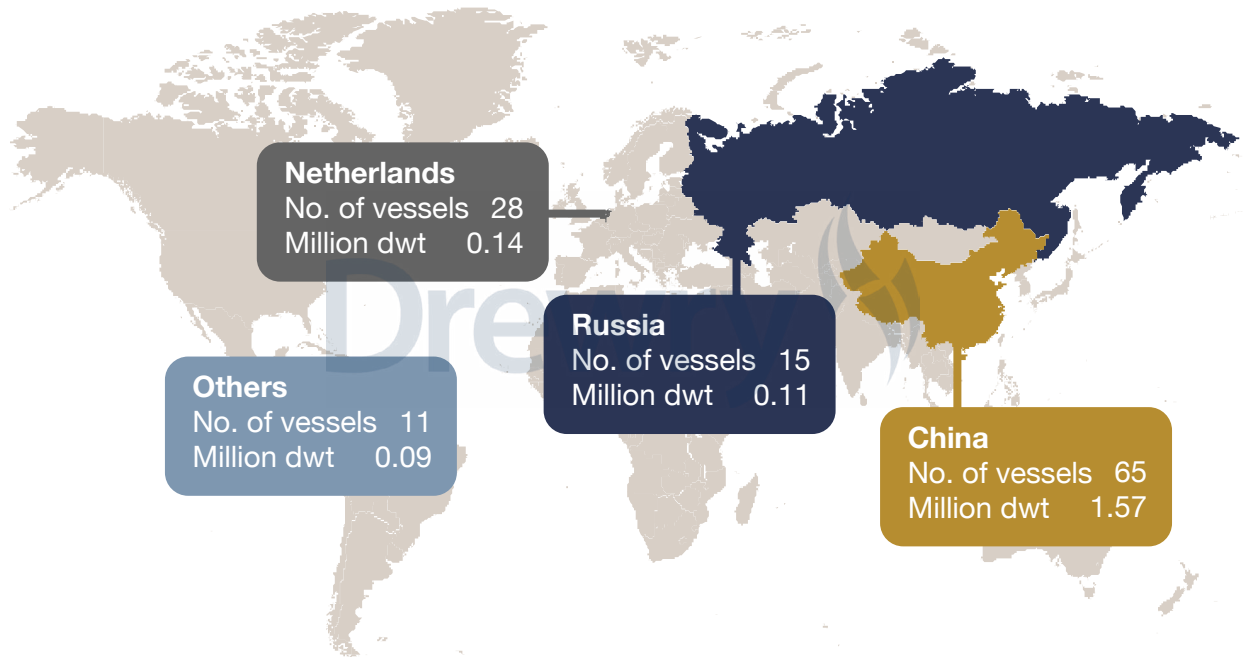 Netherlands
No. of vessels 28
Million dwt 0.14
Russia
No. of vessels 15
Million dwt 0.11
Others
No. of vessels 11
Million dwt 0.09
China
No. of vessels 65
Million dwt 1.57
Drewry